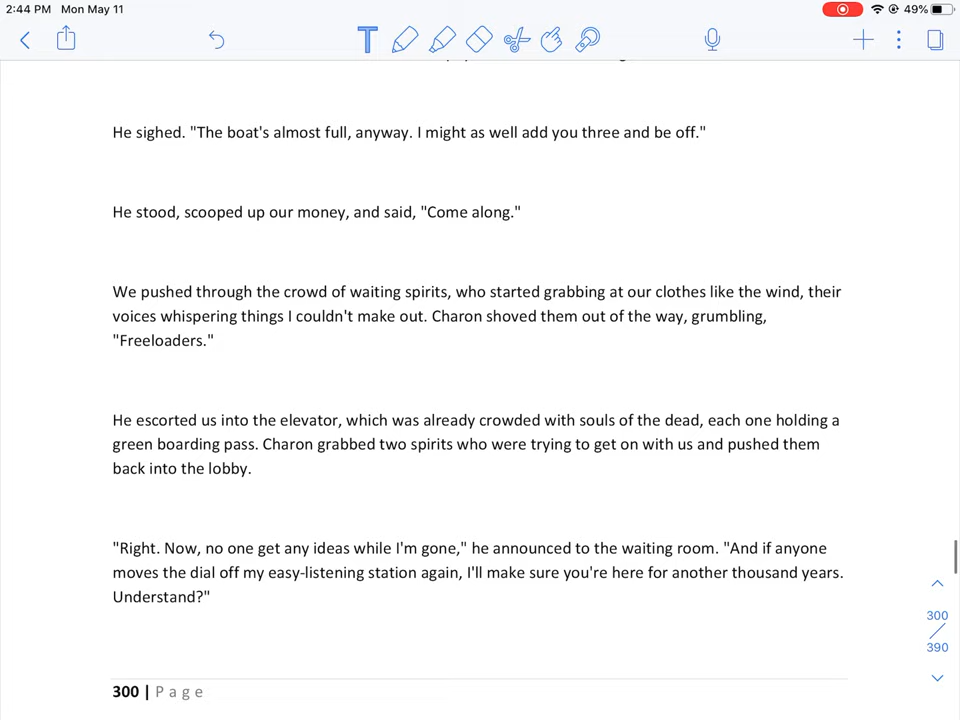 2:44 PM Mon May 11
49%
He sighed. "The boat's almost full, anyway. I might as well add you three and be off."
He stood, scooped up our money, and said, "Come along."
We pushed through the crowd of waiting spirits, who started grabbing at our clothes like the wind, their
voices whispering things I couldn't make out. Charon shoved them out of the way, grumbling,
"Freeloaders."
He escorted us into the elevator, which was already crowded with souls of the dead, each one holding a
green boarding pass. Charon grabbed two spirits who were trying to get on with us and pushed them
back into the lobby.
"Right. Now, no one get any ideas while I'm gone," he announced to the waiting room. "And if anyone
moves the dial off my easy-listening station again, I'll make sure you're here for another thousand years.
Understand?"
300
390
300 | Page